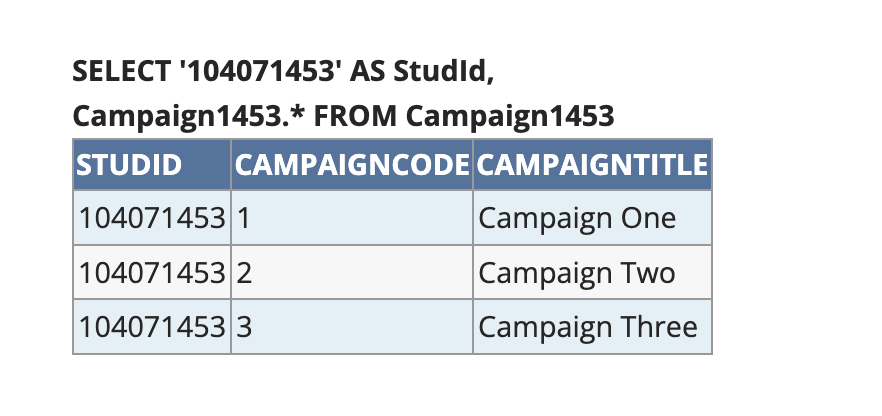 SELECT '104071453' AS StudId,
Campaign1453.* FROM Campaign1453
STUDID CAMPAIGNCODE CAMPAIGNTITLE
104071453 1 Campaign One
104071453 2 Campaign Two
104071453 3 Campaign Three